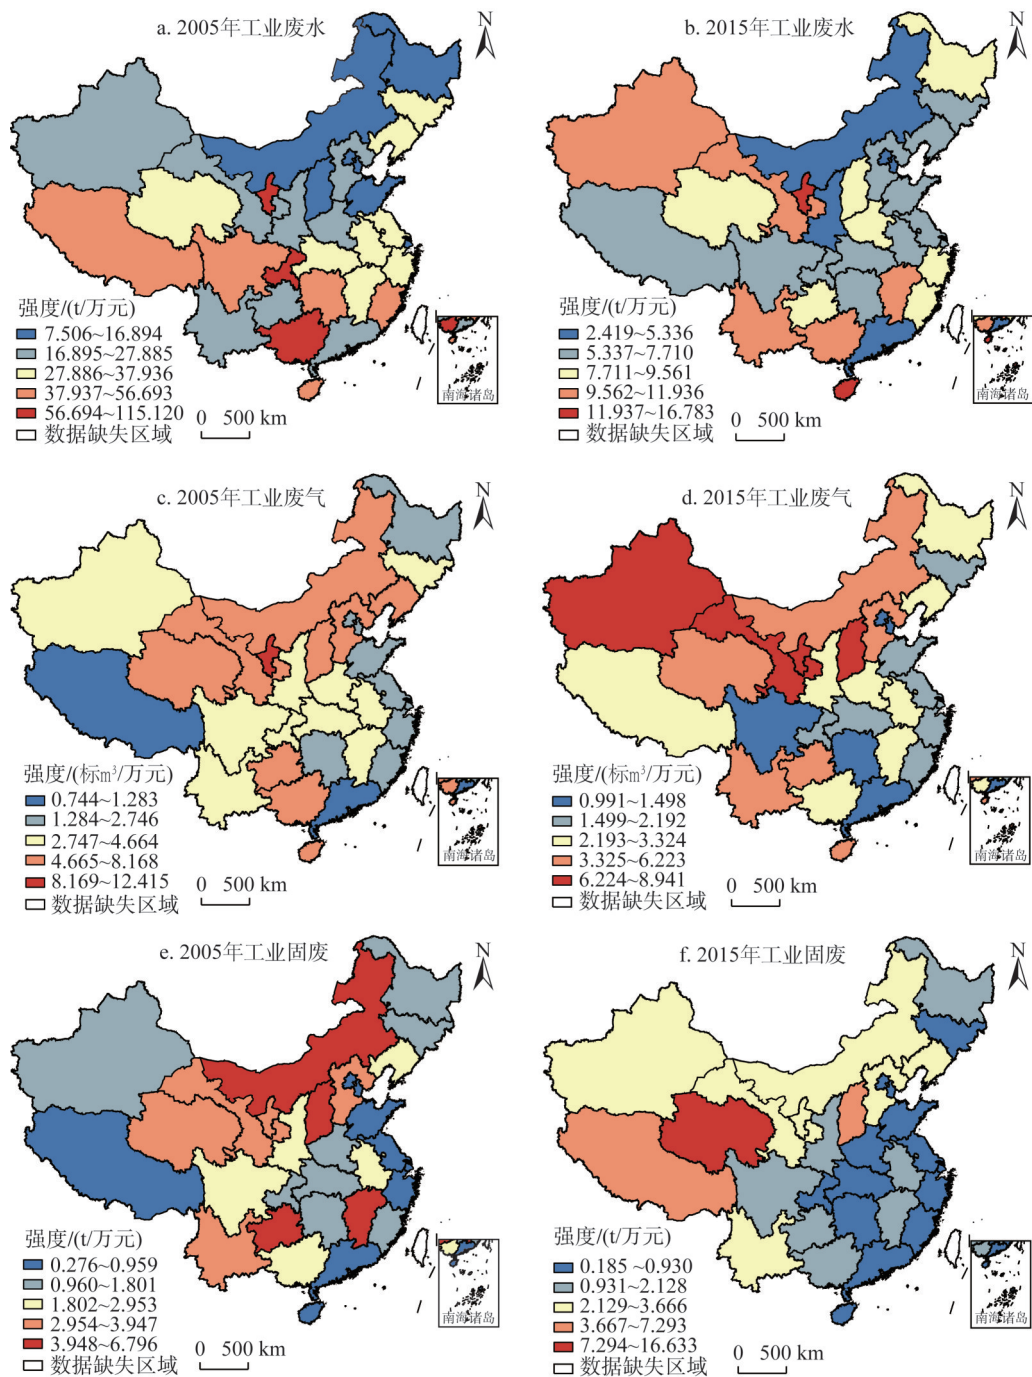 a. 2005年工业废水
N
强度/(t/万元)
7.506~16.894
16.895~27.885
27.886~37.936
37.937~56.693
56.694~115.120
数据缺失区域
0 500 km
南海诸岛
b. 2015年工业废水
N
强度/(t/万元)
2.419~5.336
5.337~7.710
7.711~9.561
9.562~11.936
11.937~16.783
数据缺失区域
0 500 km
南海诸岛
c. 2005年工业废气
N
强度/(标m³/万元)
0.744~1.283
1.284~2.746
2.747~4.664
4.665~8.168
8.169~12.415
数据缺失区域
0 500 km
南海诸岛
d. 2015年工业废气
N
强度/(标m³/万元)
0.991~1.498
1.499~2.192
2.193~3.324
3.325~6.223
6.224~8.941
数据缺失区域
0 500 km
南海诸岛
e. 2005年工业固废
N
强度/(t/万元)
0.276~0.959
0.960~1.801
1.802~2.953
2.954~3.947
3.948~6.796
数据缺失区域
0 500 km
南海诸岛
f. 2015年工业固废
N
强度/(t/万元)
0.185 ~0.930
0.931~2.128
2.129~3.666
3.667~7.293
7.294~16.633
数据缺失区域
0 500 km
南海诸岛